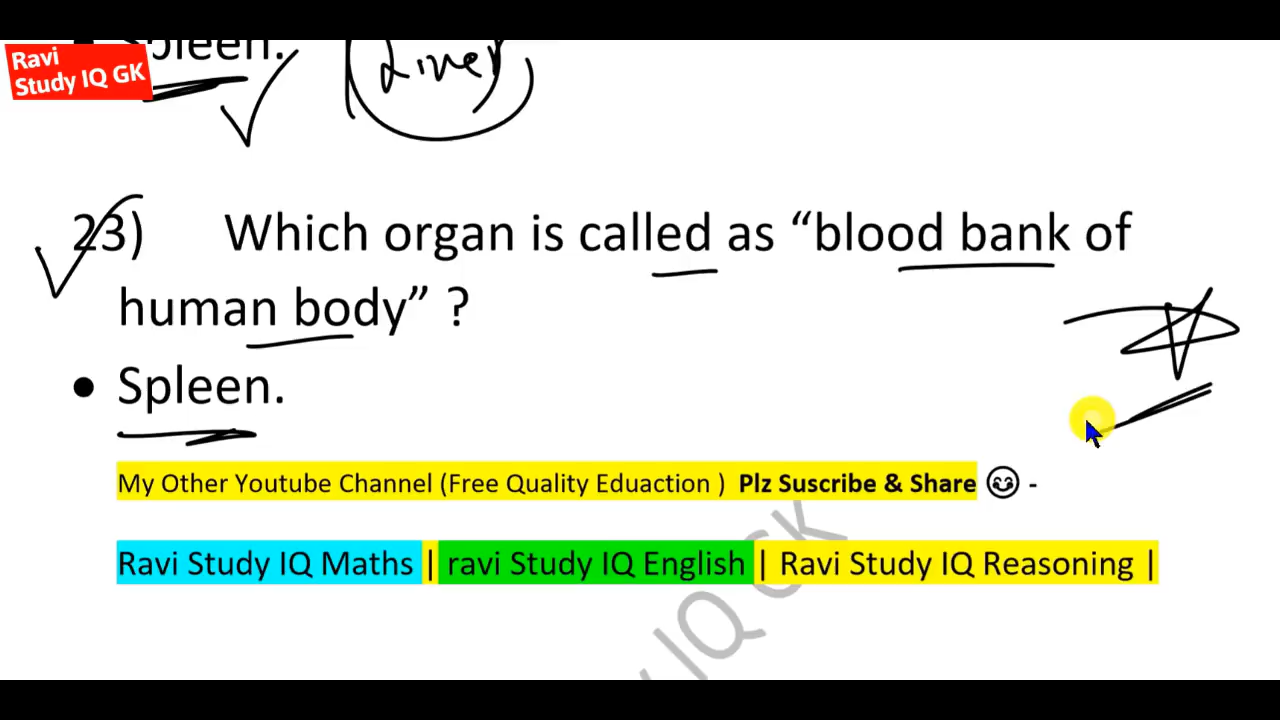 Spleen.
Liver
Ravi
Study IQ GK
23) Which organ is called as “blood bank of
human body” ?
• Spleen.
My Other Youtube Channel (Free Quality Eduaction ) Plz Suscribe & Share 😊 -
Ravi Study IQ Maths | ravi Study IQ English | Ravi Study IQ Reasoning |
IQ GK